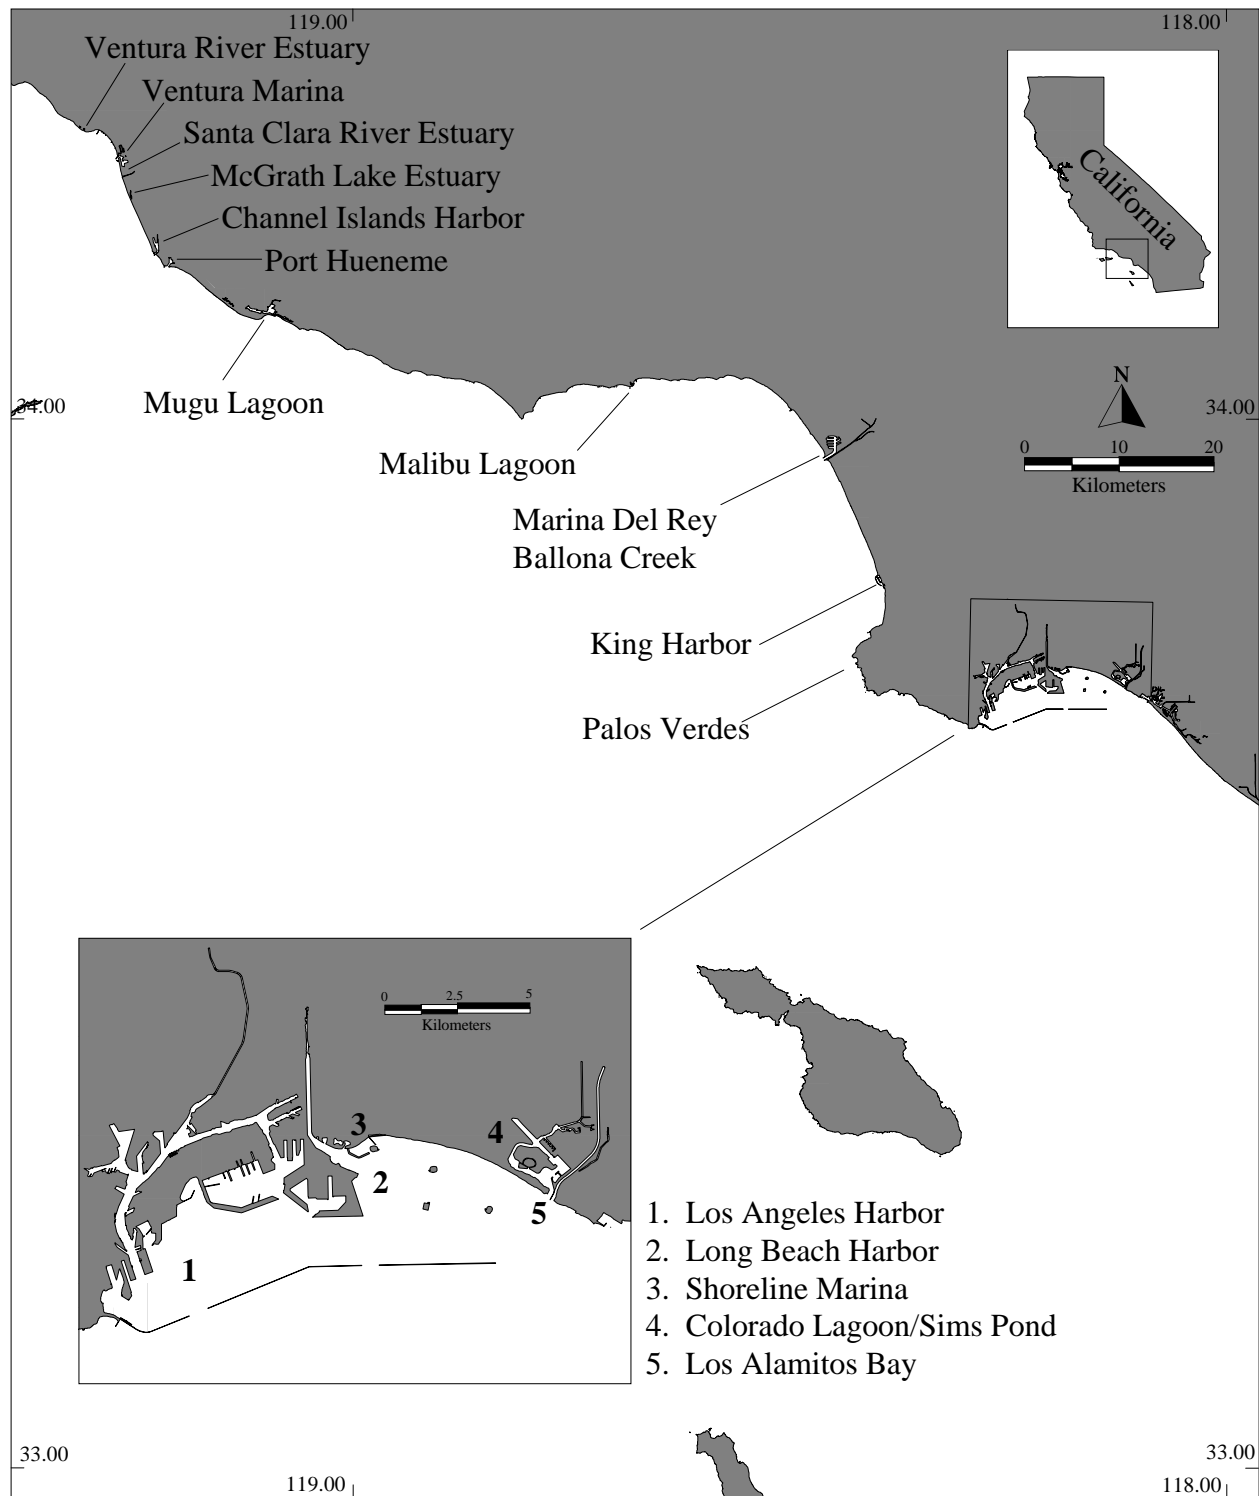 119.00
118.00
Ventura River Estuary
Ventura Marina
Santa Clara River Estuary
McGrath Lake Estuary
Channel Islands Harbor
Port Hueneme
California
Mugu Lagoon
34.00
N
34.00
0 10 20
Kilometers
Malibu Lagoon
Marina Del Rey
Ballona Creek
King Harbor
Palos Verdes
0 2.5 5
Kilometers
3
4
2
5
1
1. Los Angeles Harbor
2. Long Beach Harbor
3. Shoreline Marina
4. Colorado Lagoon/Sims Pond
5. Los Alamitos Bay
33.00
33.00
119.00
118.00